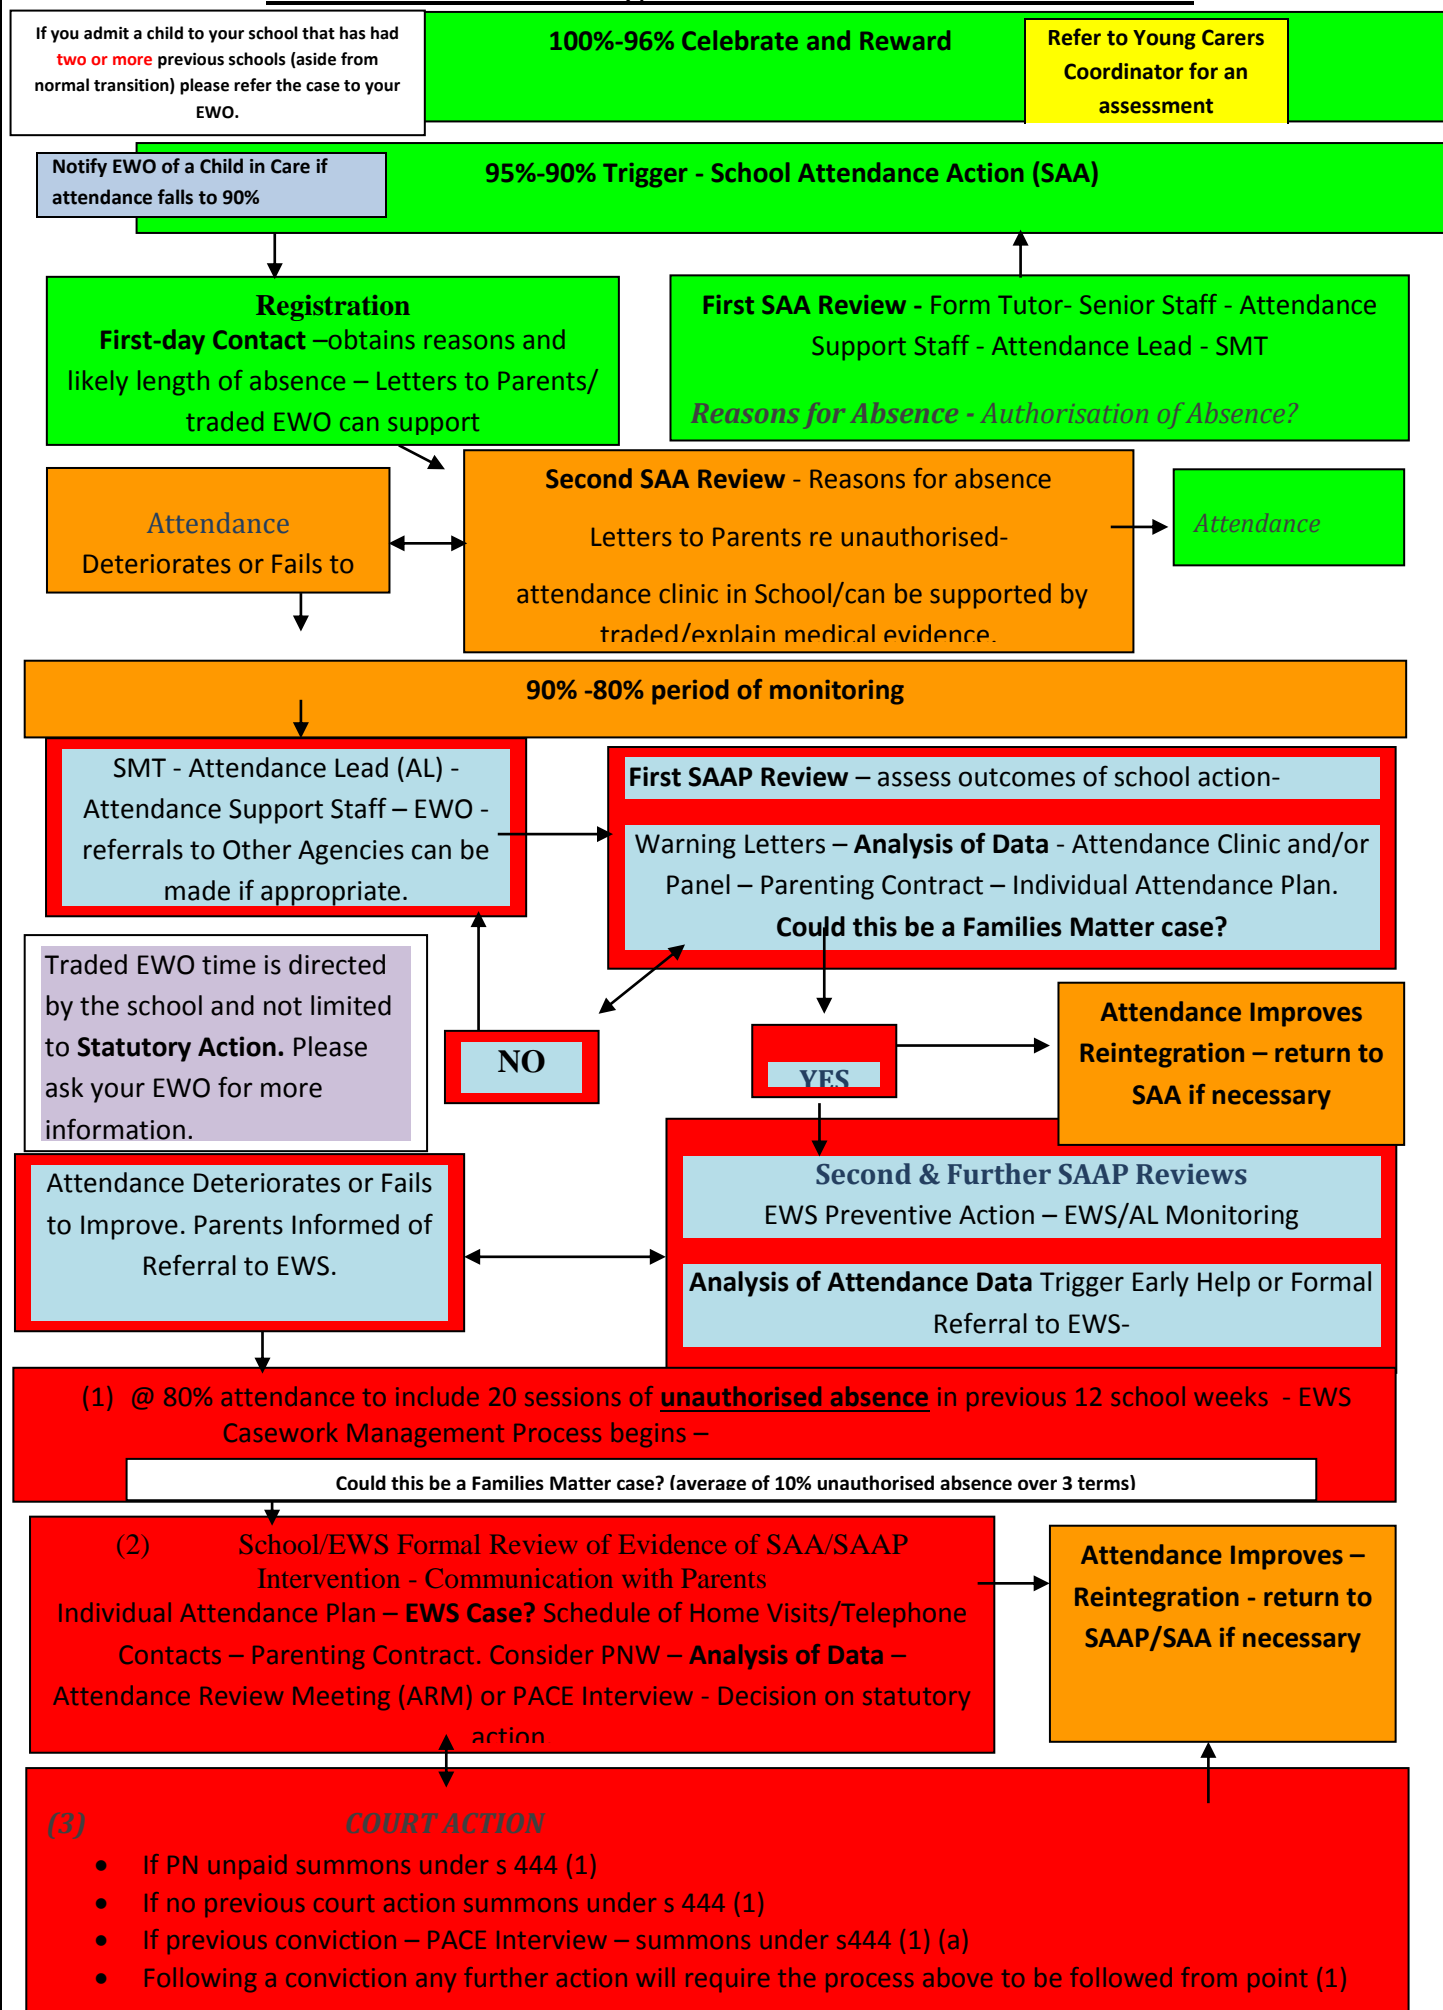 If you admit a child to your school that has had
two or more previous schools (aside from
normal transition) please refer the case to your
EWO.
100%-96% Celebrate and Reward
Refer to Young Carers
Coordinator for an
assessment
Notify EWO of a Child in Care if
attendance falls to 90%
95%-90% Trigger - School Attendance Action (SAA)
Registration
First-day Contact –obtains reasons and
likely length of absence – Letters to Parents/
traded EWO can support
First SAA Review - Form Tutor- Senior Staff - Attendance
Support Staff - Attendance Lead - SMT
Reasons for Absence - Authorisation of Absence?
Attendance
Deteriorates or Fails to
Second SAA Review - Reasons for absence
Letters to Parents re unauthorised-
attendance clinic in School/can be supported by
traded/explain medical evidence.
Attendance
90% -80% period of monitoring
SMT - Attendance Lead (AL) -
Attendance Support Staff – EWO -
referrals to Other Agencies can be
made if appropriate.
First SAAP Review – assess outcomes of school action-
Warning Letters – Analysis of Data - Attendance Clinic and/or
Panel – Parenting Contract – Individual Attendance Plan.
Could this be a Families Matter case?
Traded EWO time is directed
by the school and not limited
to Statutory Action. Please
ask your EWO for more
information.
NO
YES
Attendance Improves
Reintegration – return to
SAA if necessary
Attendance Deteriorates or Fails
to Improve. Parents Informed of
Referral to EWS.
Second & Further SAAP Reviews
EWS Preventive Action – EWS/AL Monitoring
Analysis of Attendance Data Trigger Early Help or Formal
Referral to EWS-
(1) @ 80% attendance to include 20 sessions of unauthorised absence in previous 12 school weeks - EWS
Casework Management Process begins –
Could this be a Families Matter case? (average of 10% unauthorised absence over 3 terms)
(2) School/EWS Formal Review of Evidence of SAA/SAAP
Intervention - Communication with Parents
Individual Attendance Plan – EWS Case? Schedule of Home Visits/Telephone
Contacts – Parenting Contract. Consider PNW – Analysis of Data –
Attendance Review Meeting (ARM) or PACE Interview - Decision on statutory
action
Attendance Improves –
Reintegration - return to
SAAP/SAA if necessary
(3) COURT ACTION
• If PN unpaid summons under s 444 (1)
• If no previous court action summons under s 444 (1)
• If previous conviction – PACE Interview – summons under s444 (1) (a)
• Following a conviction any further action will require the process above to be followed from point (1)